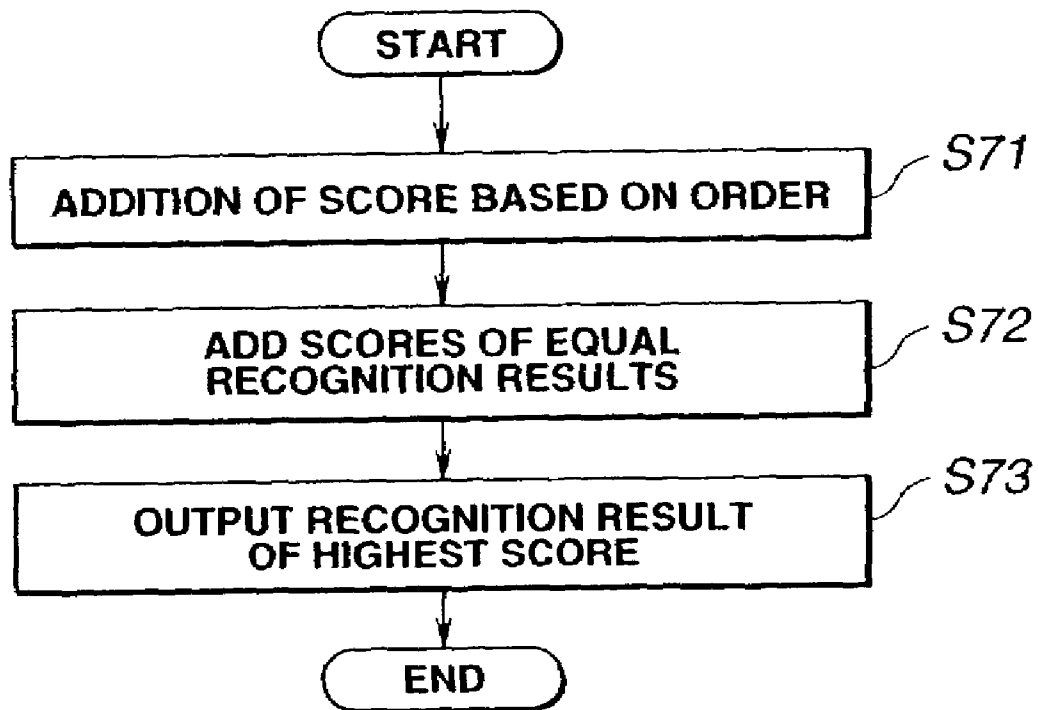 START
S71
ADDITION OF SCORE BASED ON ORDER
S72
ADD SCORES OF EQUAL
RECOGNITION RESULTS
S73
OUTPUT RECOGNITION RESULT
OF HIGHEST SCORE
END